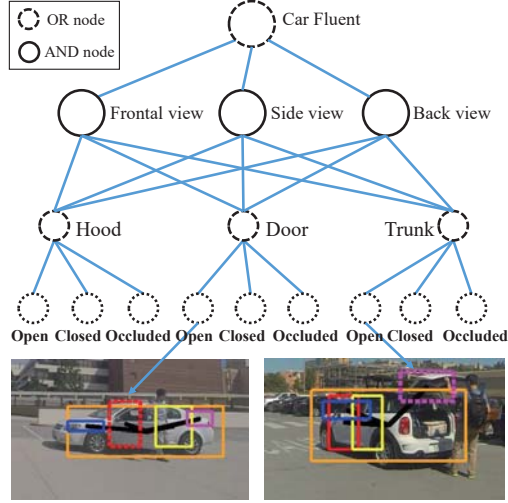 OR node
AND node
Car Fluent
Frontal view
Side view
Back view
Hood
Door
Trunk
Open Closed Occluded Open Closed Occluded Open Closed Occluded